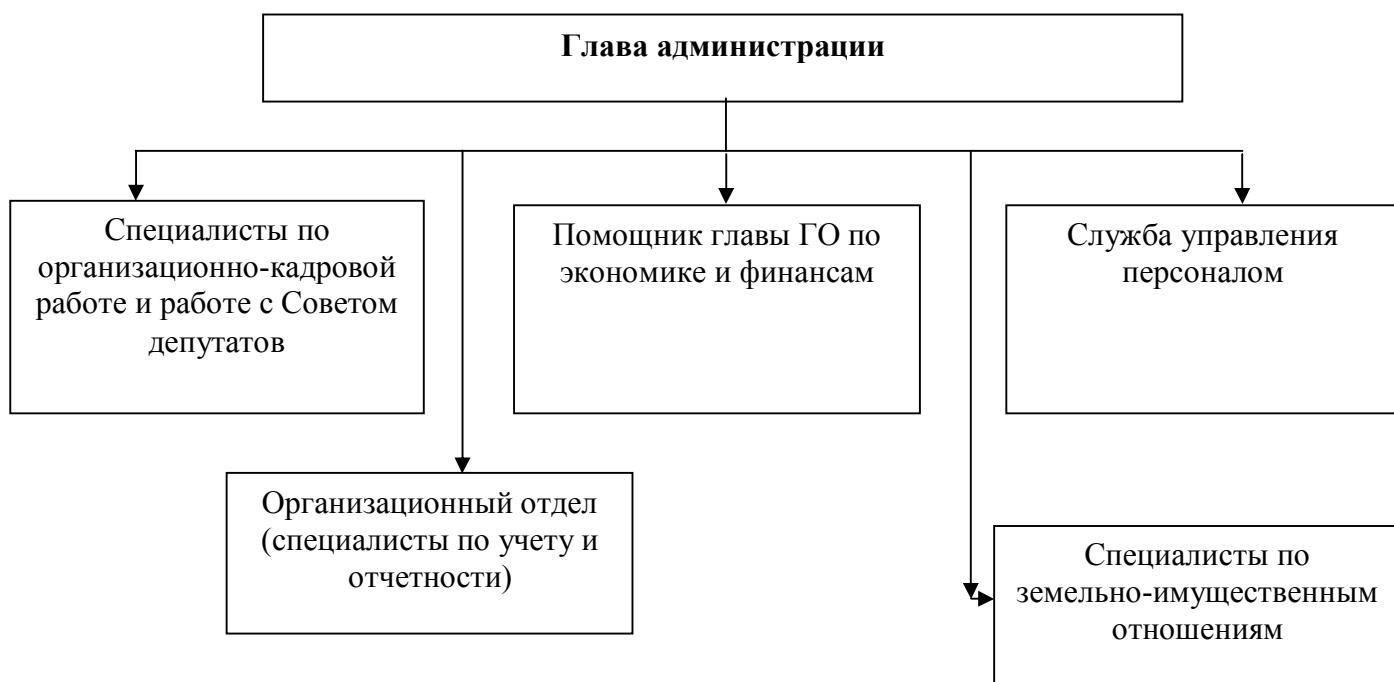 Глава администрации
Специалисты по
организационно-кадровой
работе и работе с Советом
депутатов
Помощник главы ГО по
экономике и финансам
Служба управления
персоналом
Организационный отдел
(специалисты по учету и
отчетности)
Специалисты по
земельно-имущественным
отношениям